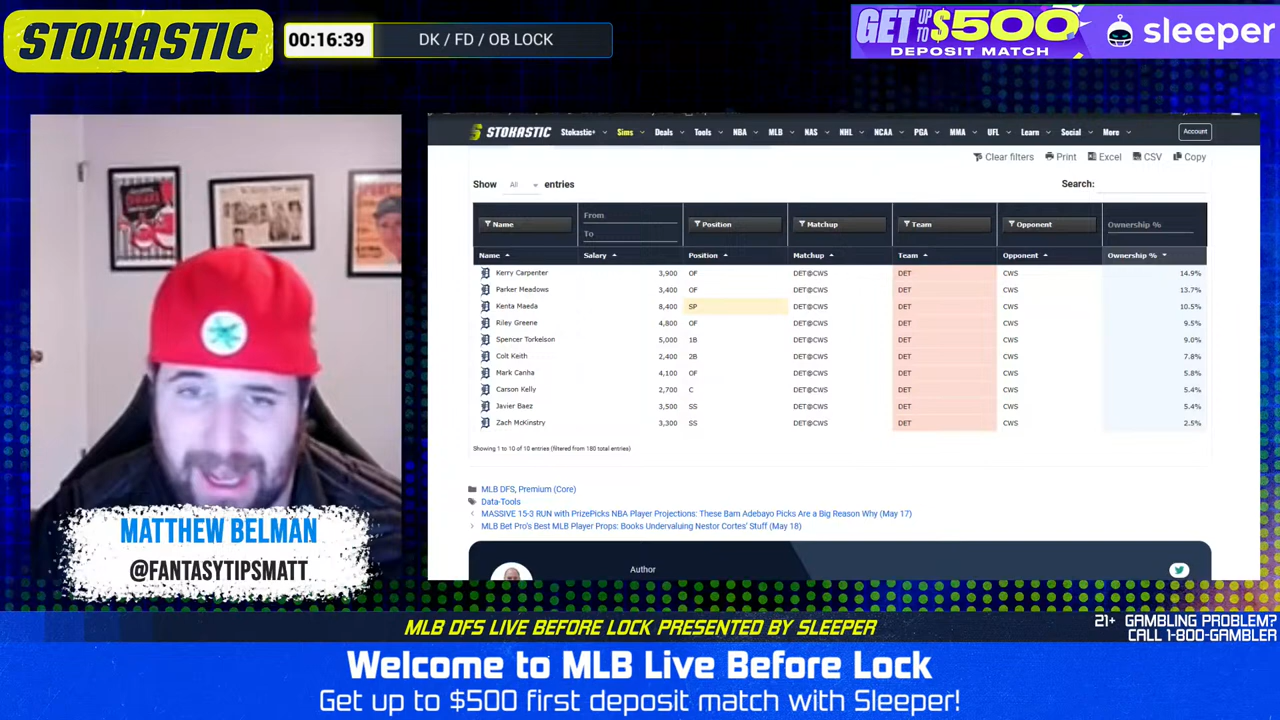 STOKASTIC
00:16:39
DK / FD / OB LOCK
GET UP TO $500
DEPOSIT MATCH
sleeper
STOKASTIC Stokastic+ Sims Deals Tools NBA MLB NAS NHL NCAA PGA MMA UFL Learn Social More Account
Clear filters Print Excel CSV Copy
Show All entries Search:
Name From To Position Matchup Team Opponent Ownership %
Name Salary Position Matchup Team Opponent Ownership %
Kerry Carpenter 3,900 OF DET@CWS DET CWS 14.9%
Parker Meadows 3,400 OF DET@CWS DET CWS 13.7%
Kenta Maeda 8,400 SP DET@CWS DET CWS 10.5%
Riley Greene 4,800 OF DET@CWS DET CWS 9.5%
Spencer Torkelson 5,000 1B DET@CWS DET CWS 9.0%
Colt Keith 2,400 2B DET@CWS DET CWS 7.8%
Mark Canha 4,100 OF DET@CWS DET CWS 5.8%
Carson Kelly 2,700 C DET@CWS DET CWS 5.4%
Javier Baez 3,500 SS DET@CWS DET CWS 5.4%
Zach McKinstry 3,300 SS DET@CWS DET CWS 2.5%
Showing 1 to 10 of 10 entries (filtered from 180 total entries)
MLB DFS, Premium (Core)
Data-Tools
MASSIVE 15-3 RUN with PrizePicks NBA Player Projections: These Bam Adebayo Picks Are a Big Reason Why (May 17)
MLB Bet Pro's Best MLB Player Props: Books Undervaluing Nestor Cortes' Stuff (May 18)
Author
MATTHEW BELMAN
@FANTASYTIPSMATT
MLB DFS LIVE BEFORE LOCK PRESENTED BY SLEEPER
21+ GAMBLING PROBLEM?
CALL 1-800-GAMBLER
Welcome to MLB Live Before Lock
Get up to $500 first deposit match with Sleeper!